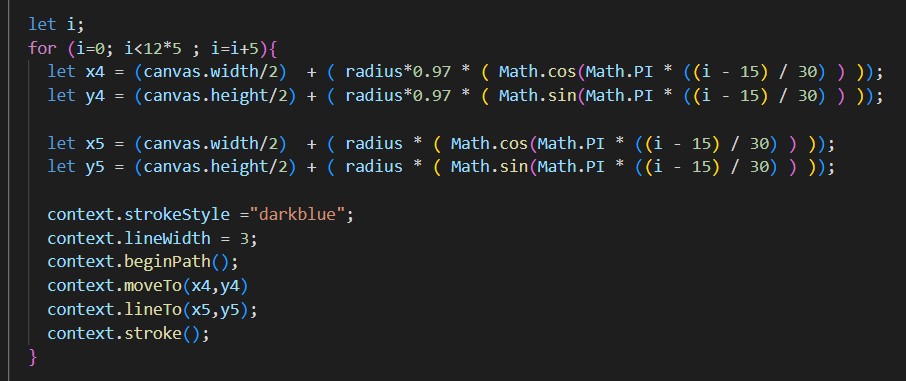 let i;
for (i=0; i<12*5 ; i=i+5){
  let x4 = (canvas.width/2)  + ( radius*0.97 * ( Math.cos(Math.PI * ((i - 15) / 30) ) ));
  let y4 = (canvas.height/2) + ( radius*0.97 * ( Math.sin(Math.PI * ((i - 15) / 30) ) ));
  let x5 = (canvas.width/2)  + ( radius * ( Math.cos(Math.PI * ((i - 15) / 30) ) ));
  let y5 = (canvas.height/2) + ( radius * ( Math.sin(Math.PI * ((i - 15) / 30) ) ));
  context.strokeStyle ="darkblue";
  context.lineWidth = 3;
  context.beginPath();
  context.moveTo(x4,y4)
  context.lineTo(x5,y5);
  context.stroke();
}